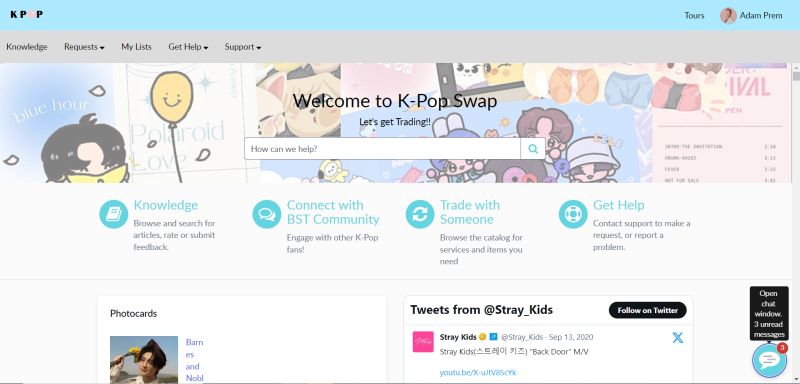 K POP
Tours
Adam Prem
Knowledge
Requests
My Lists
Get Help
Support
blue hour
Polaroid
Love
Welcome to K-Pop Swap
Let's get Trading!!
How can we help?
IVAL
PEN
INTRO:THE INVITATION 2:10
DRUNK-DAZED 3:13
FEVER 2:12
NOT FOR SALE 3:01
Knowledge
Browse and search for
articles, rate or submit
feedback.
Connect with
BST Community
Engage with other K-Pop
fans!
Trade with
Someone
Browse the catalog for
services and items you
need
Get Help
Contact support to make a
request, or report a
problem.
Photocards
Barn
es
and
Nobl
Tweets from @Stray_Kids
Follow on Twitter
Stray Kids @Stray_Kids · Sep 13, 2020
Stray Kids(스트레이 키즈) "Back Door" M/V
youtu.be/X-uJtV8ScYk
Open
chat
window.
3 unread
messages
3